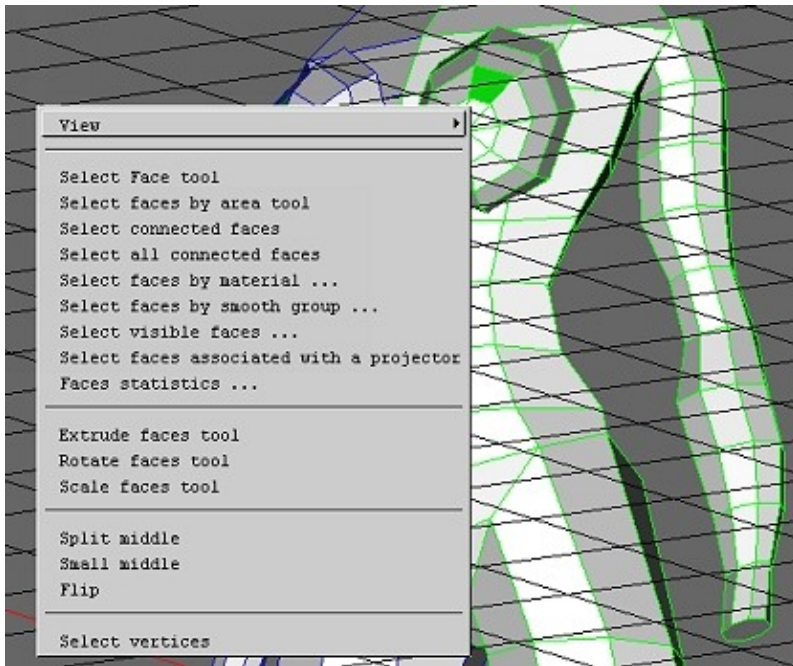 View
Select Face tool
Select faces by area tool
Select connected faces
Select all connected faces
Select faces by material ...
Select faces by smooth group ...
Select visible faces ...
Select faces associated with a projector
Faces statistics ...
Extrude faces tool
Rotate faces tool
Scale faces tool
Split middle
Small middle
Flip
Select vertices